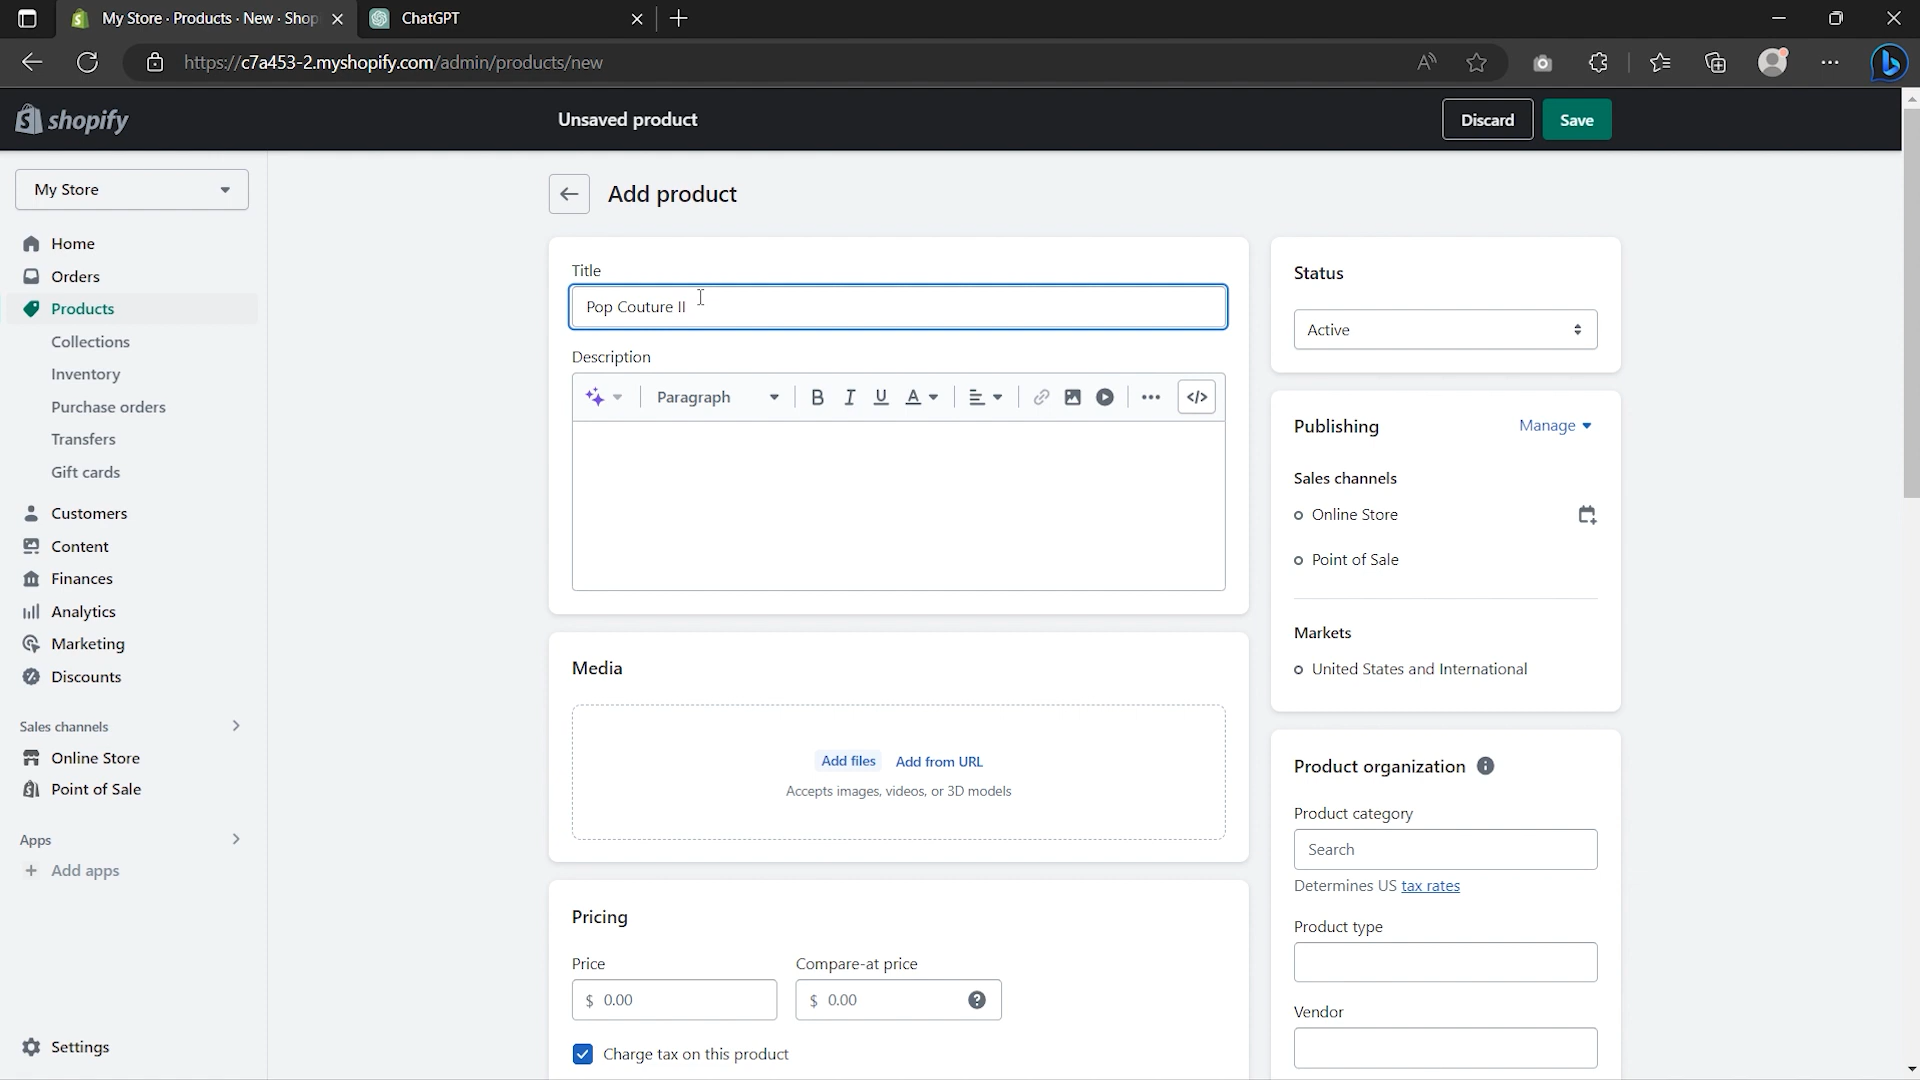 My Store · Products · New · Shop
ChatGPT
https://c7a453-2.myshopify.com/admin/products/new
shopify
Unsaved product
Discard
Save
My Store
Home
Orders
Products
Collections
Inventory
Purchase orders
Transfers
Gift cards
Customers
Content
Finances
Analytics
Marketing
Discounts
Sales channels
Online Store
Point of Sale
Apps
Add apps
Settings
Add product
Title
Pop Couture II
Description
Paragraph
Media
Add files Add from URL
Accepts images, videos, or 3D models
Pricing
Price Compare-at price
$ 0.00 $ 0.00
Charge tax on this product
Status
Active
Publishing Manage
Sales channels
Online Store
Point of Sale
Markets
United States and International
Product organization
Product category
Search
Determines US tax rates
Product type
Vendor